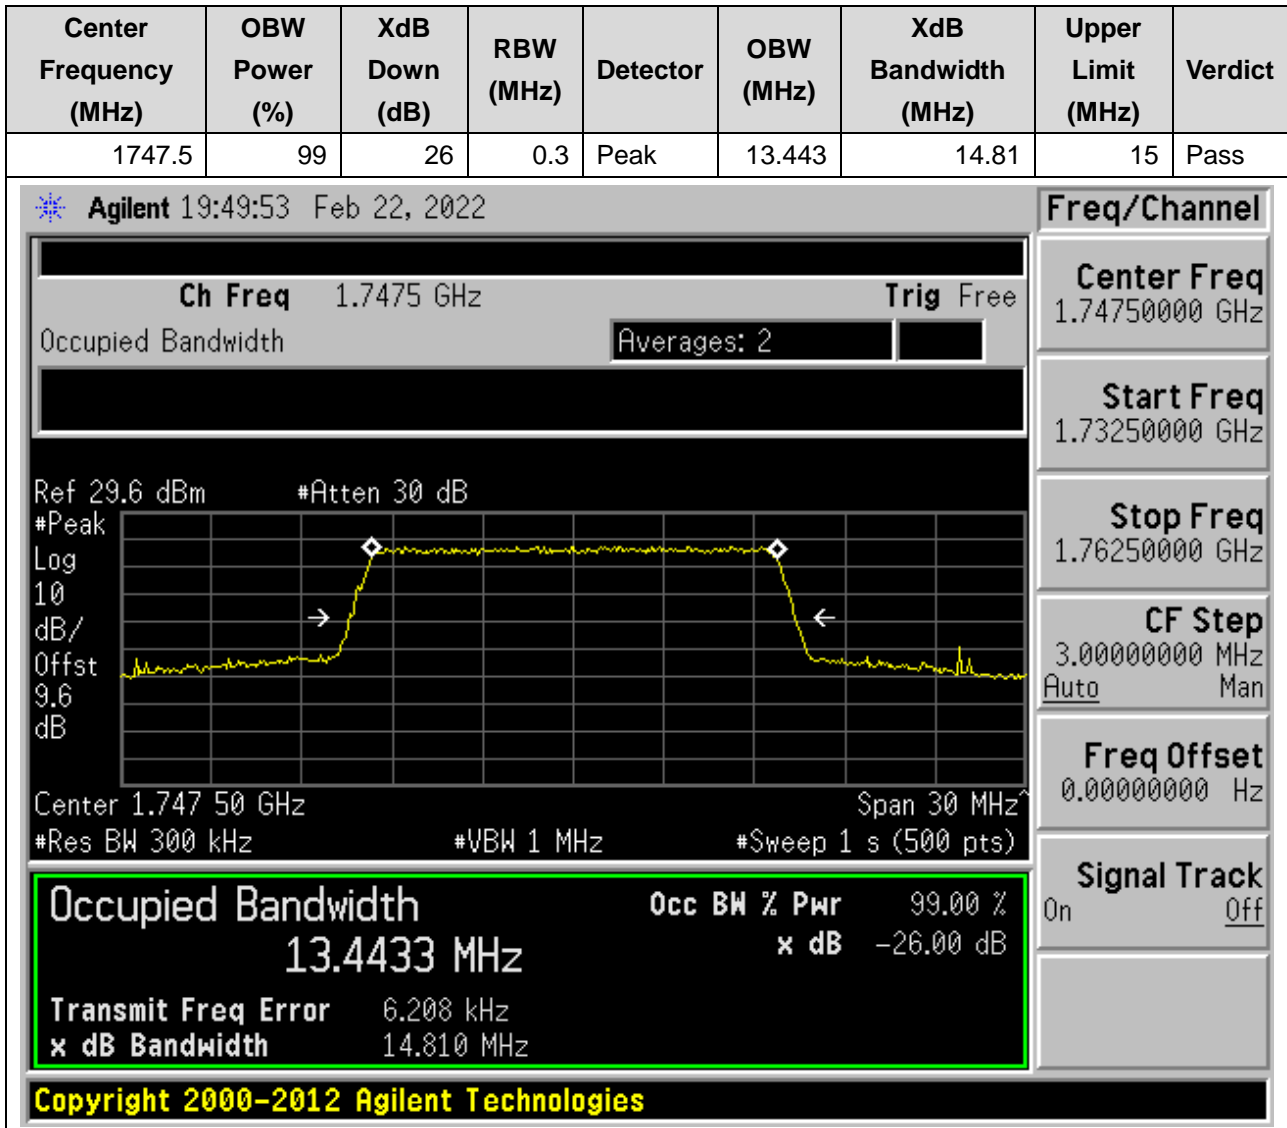 Center Frequency (MHz) OBW Power (%) XdB Down (dB) RBW (MHz) Detector OBW (MHz) XdB Bandwidth (MHz) Upper Limit (MHz) Verdict
1747.5 99 26 0.3 Peak 13.443 14.81 15 Pass
Agilent 19:49:53 Feb 22, 2022 Freq/Channel
Ch Freq 1.7475 GHz Trig Free
Occupied Bandwidth Averages: 2
Center Freq
1.74750000 GHz
Start Freq
1.73250000 GHz
Stop Freq
1.76250000 GHz
CF Step
3.00000000 MHz
Auto Man
Freq Offset
0.00000000 Hz
Signal Track
On Off
Ref 29.6 dBm #Atten 30 dB
#Peak
Log
10
dB/
Offst
9.6
dB
Center 1.747 50 GHz Span 30 MHz^
#Res BW 300 kHz #VBW 1 MHz #Sweep 1 s (500 pts)
Occupied Bandwidth Occ BW % Pwr 99.00 %
13.4433 MHz x dB -26.00 dB
Transmit Freq Error 6.208 kHz
x dB Bandwidth 14.810 MHz
Copyright 2000-2012 Agilent Technologies